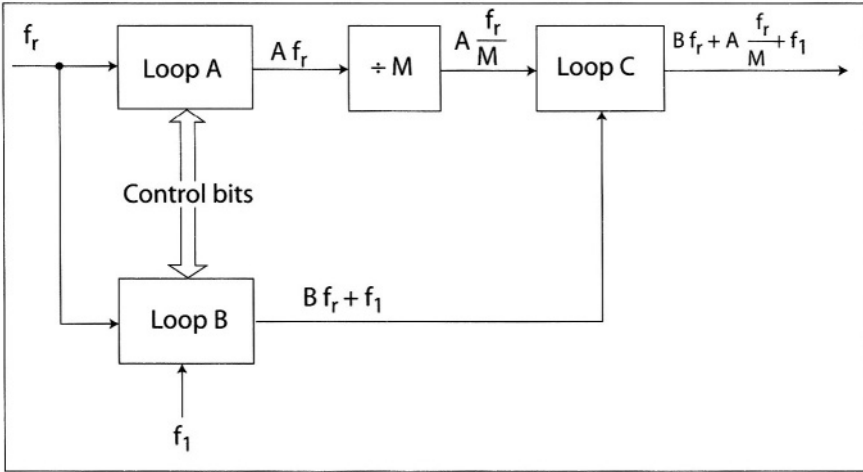 f_r
Loop A
A f_r
÷ M
A f_r/M
Loop C
B f_r + A f_r/M + f_1
Control bits
Loop B
B f_r + f_1
f_1